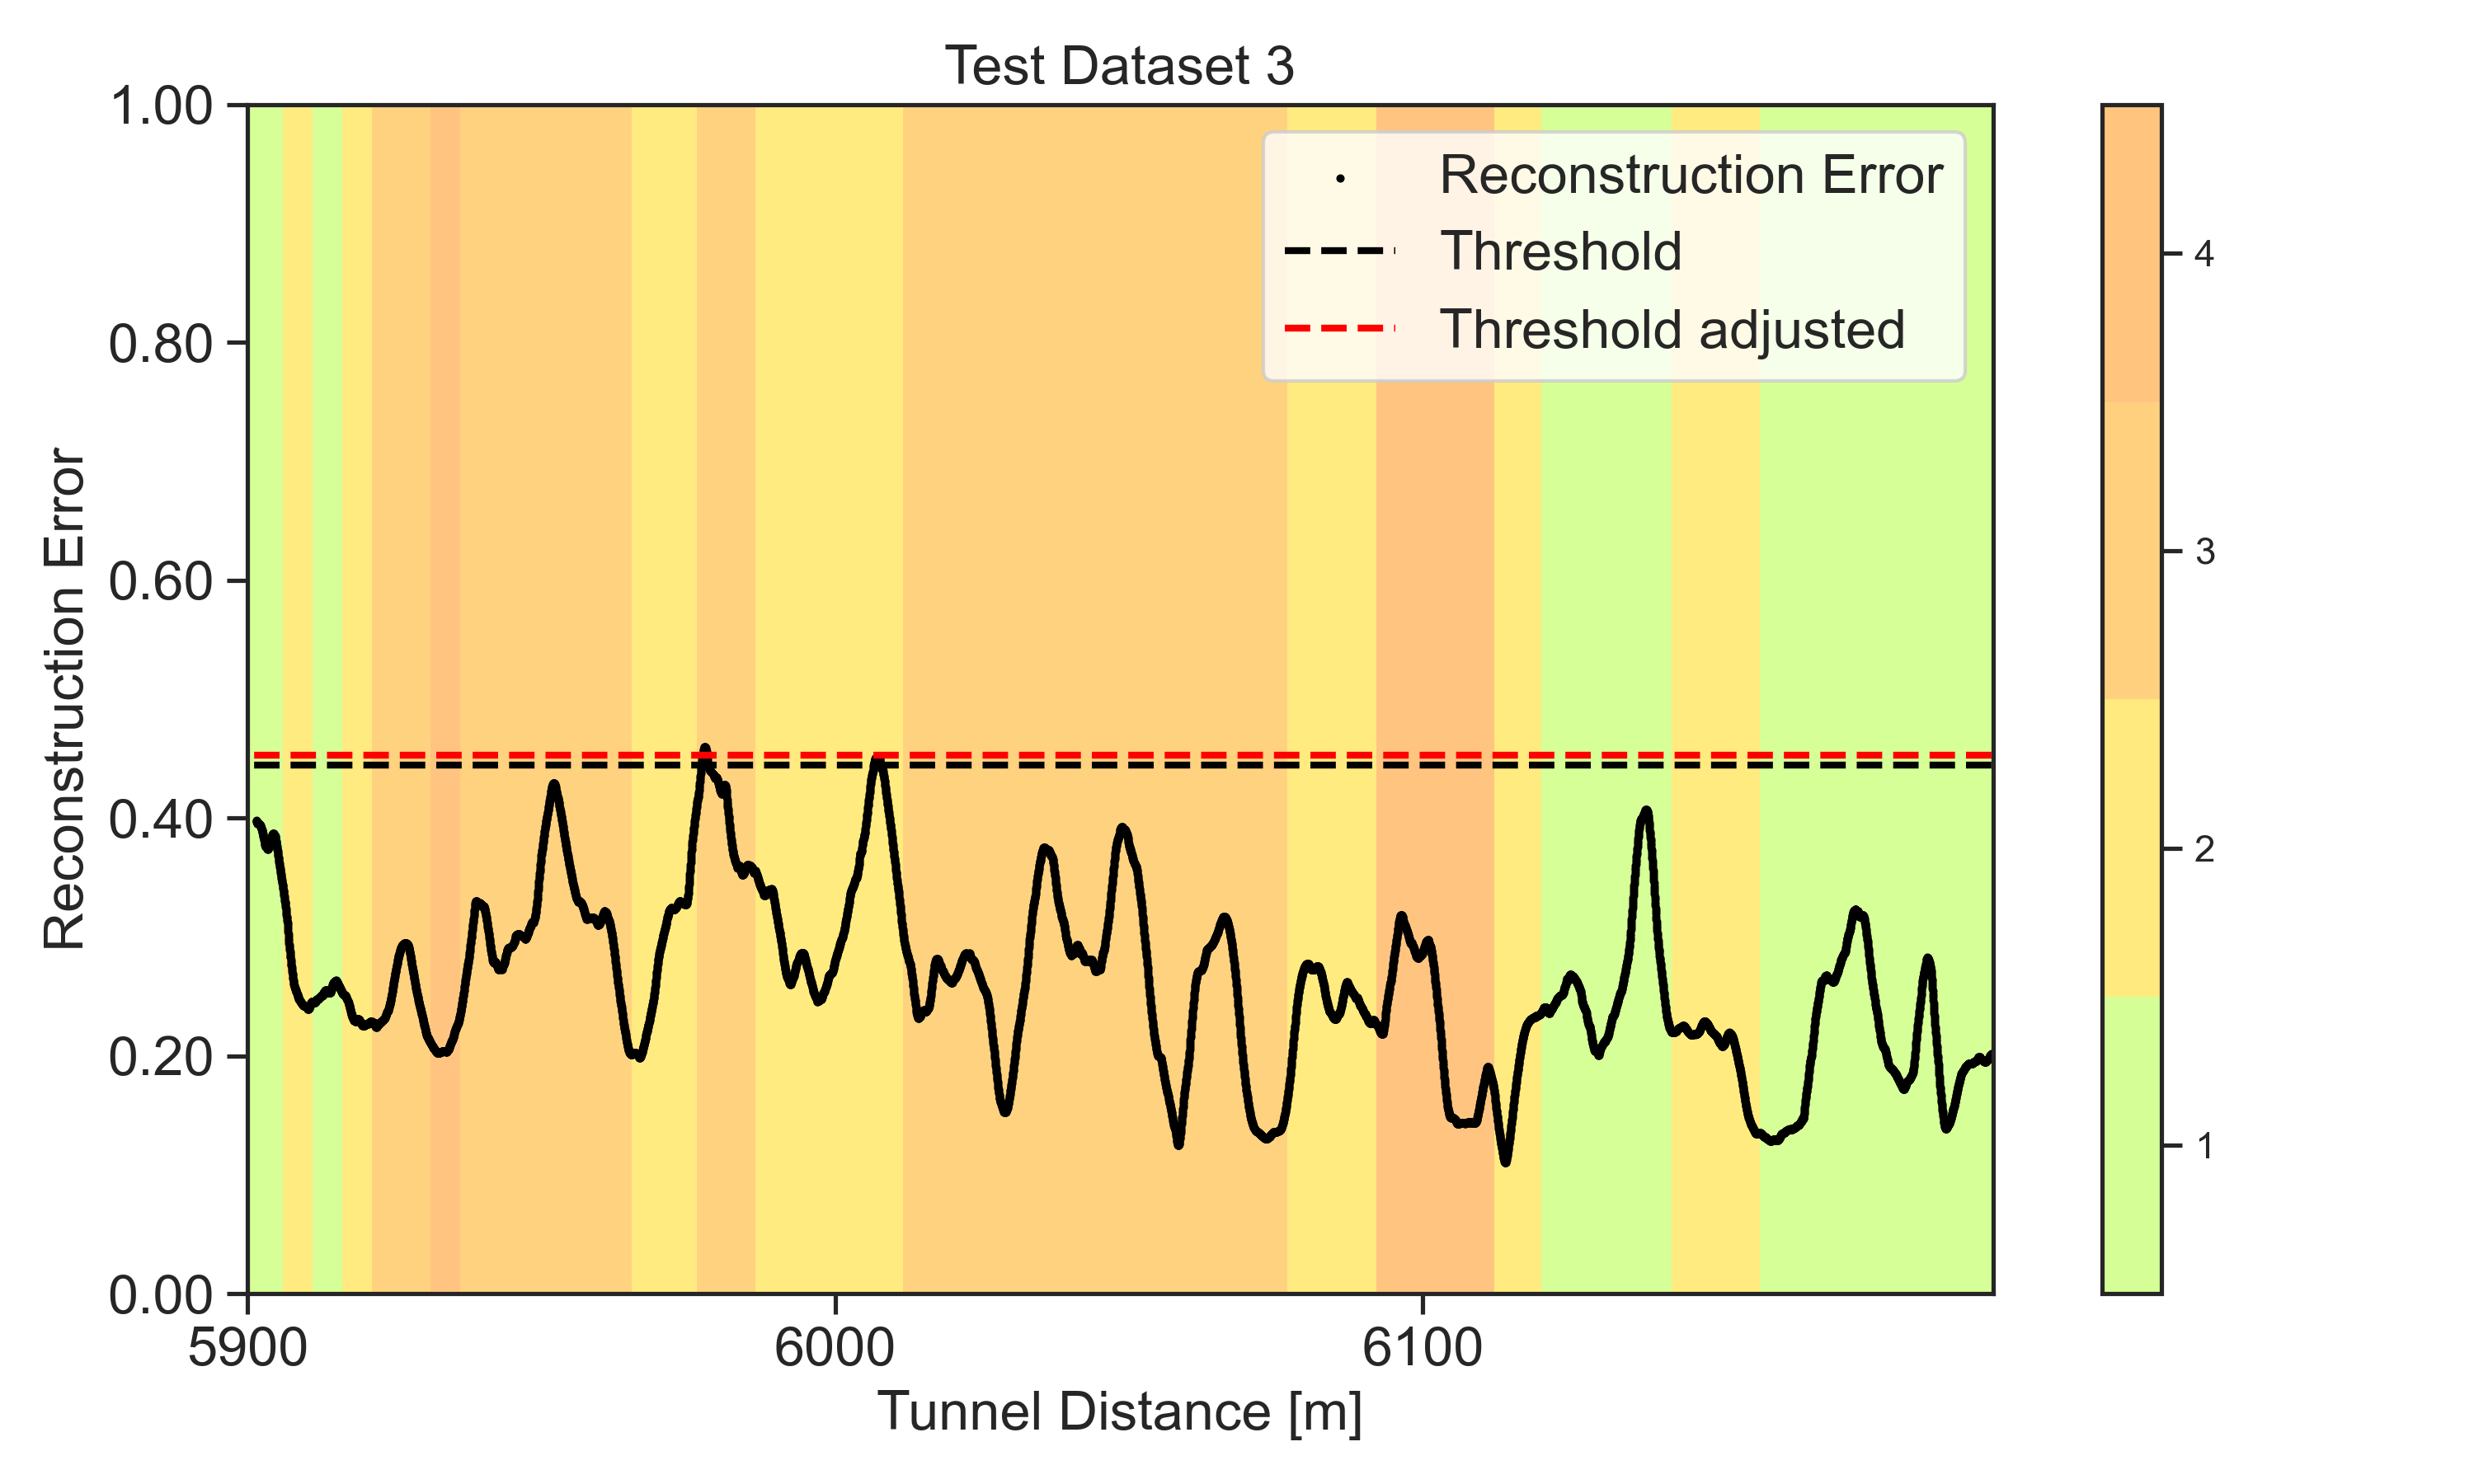 Test Dataset 3
1.00
0.80
0.60
0.40
0.20
0.00
Reconstruction Error
Reconstruction Error
Threshold
Threshold adjusted
5900
6000
6100
Tunnel Distance [m]
4
3
2
1